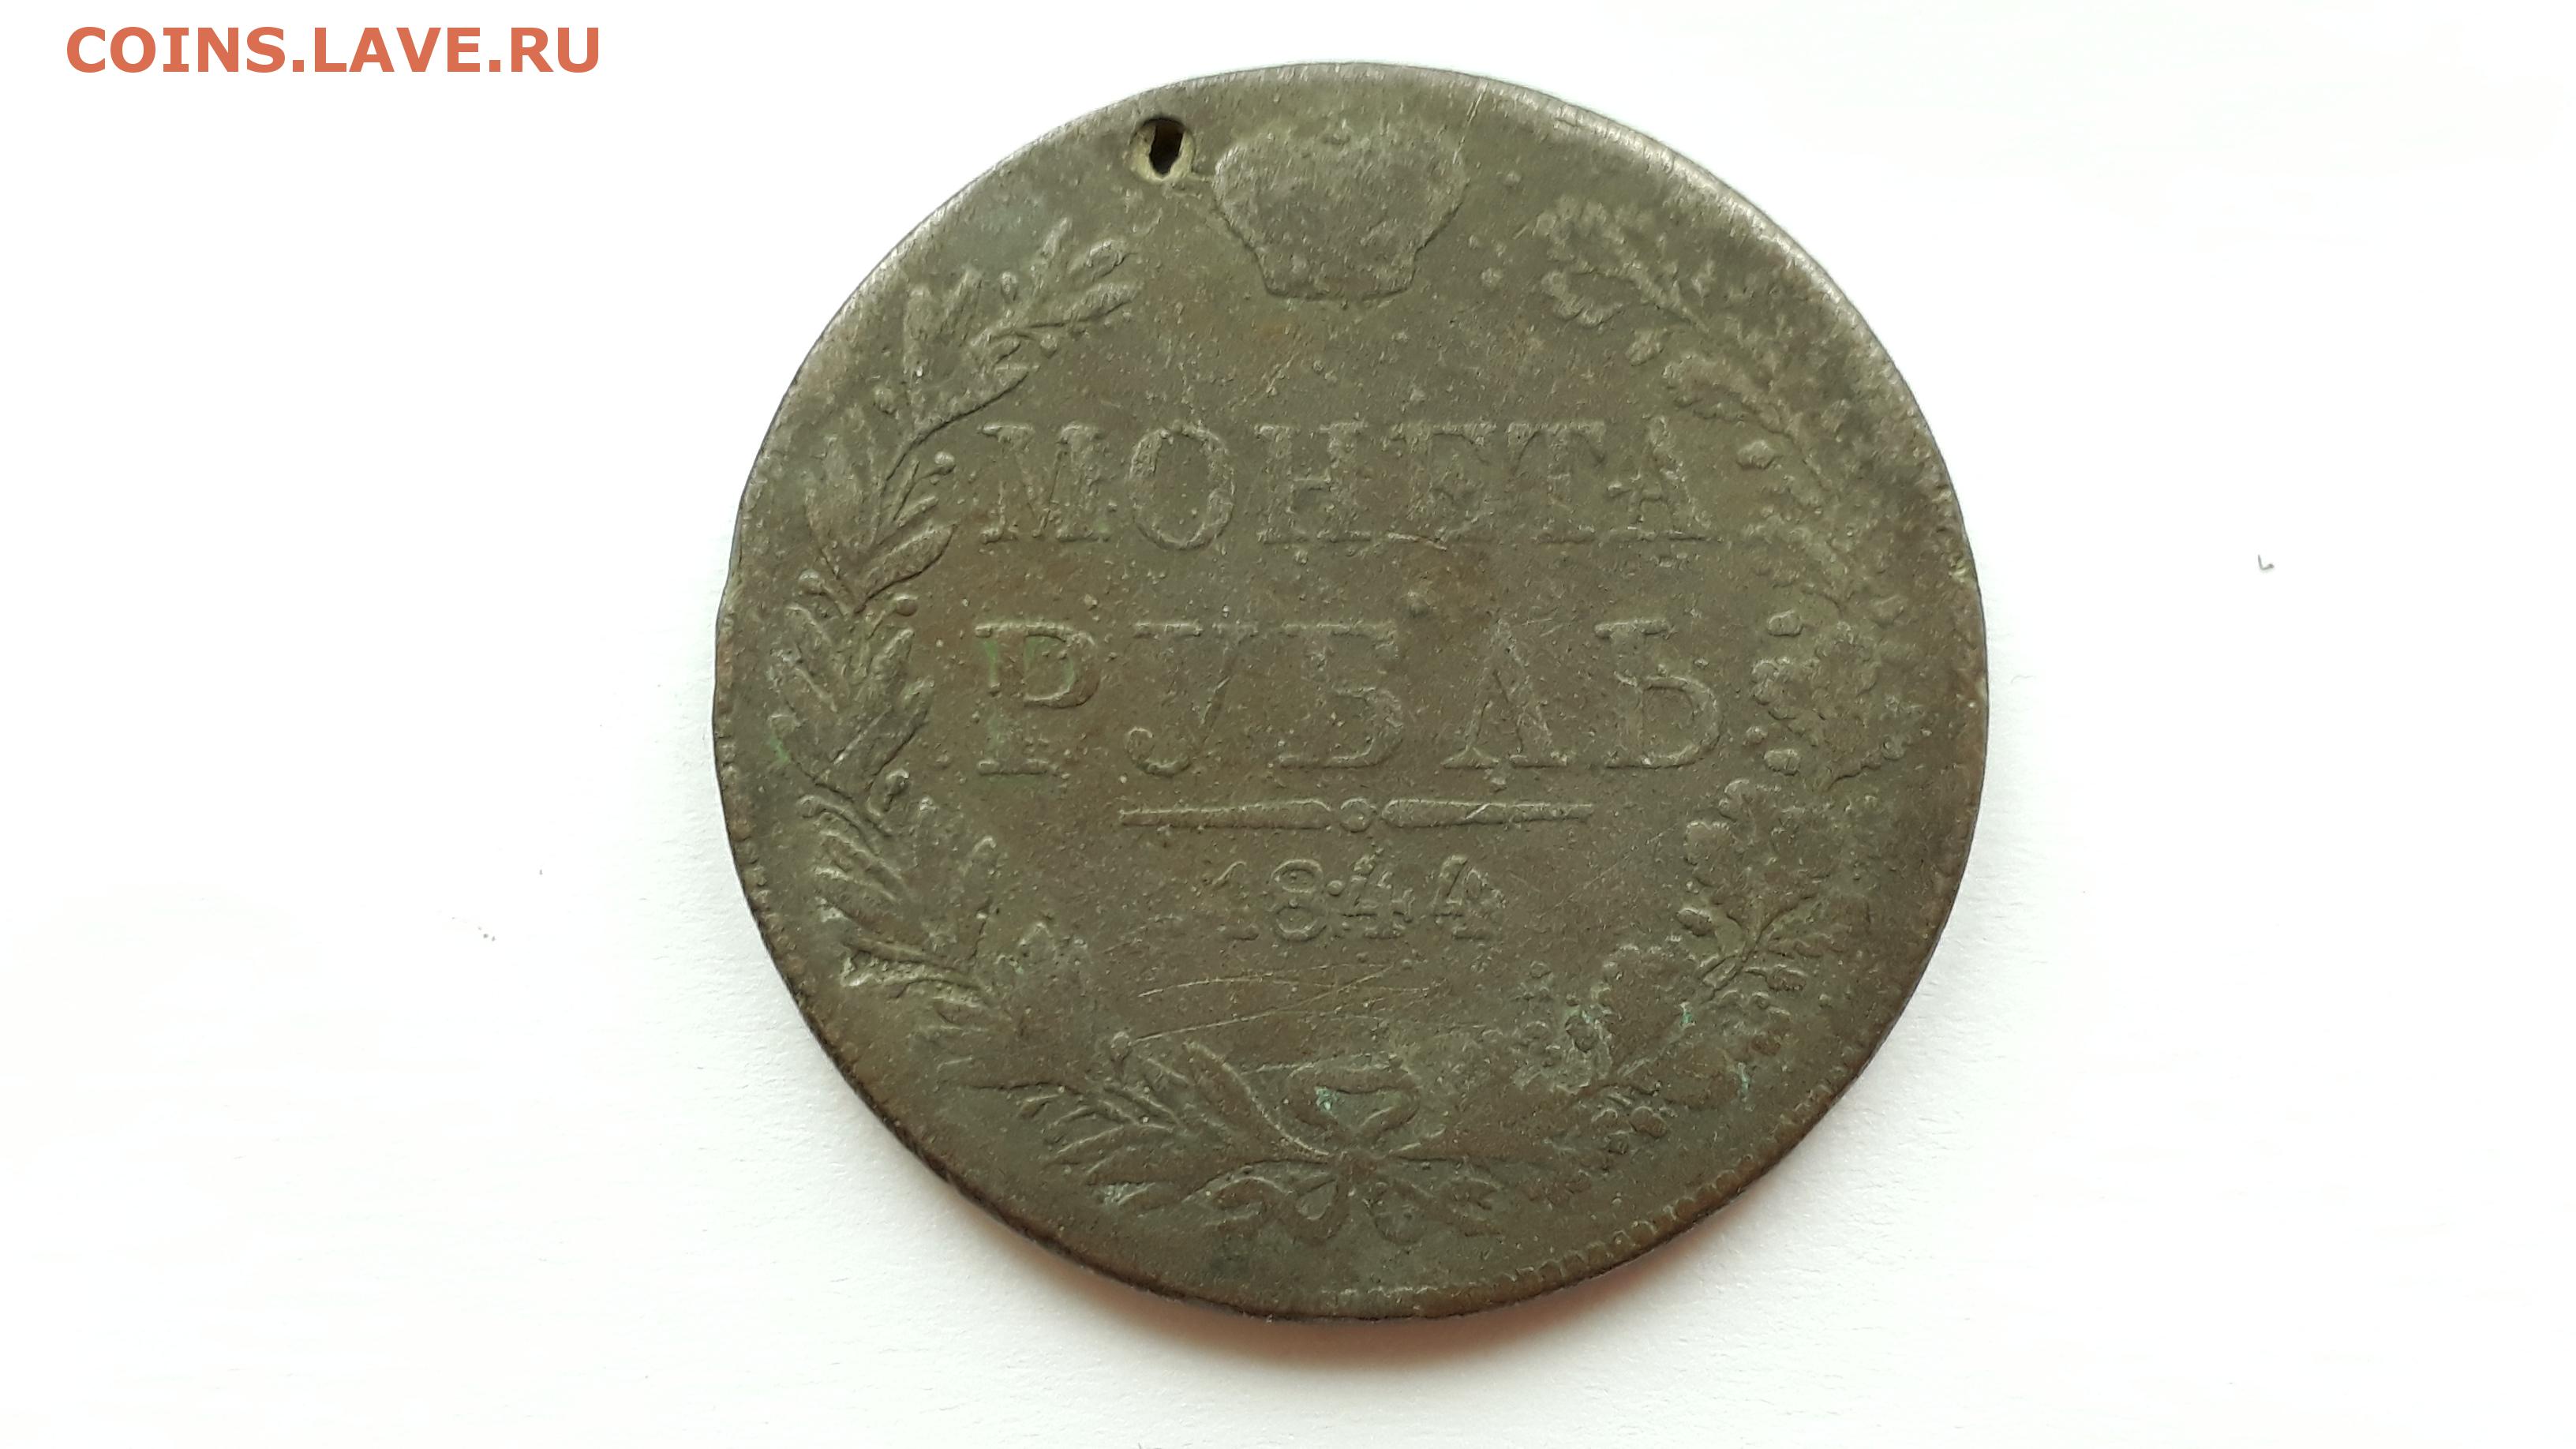 COINS.LAVE.RU
МОНЕТА
РУБЛЬ
1844